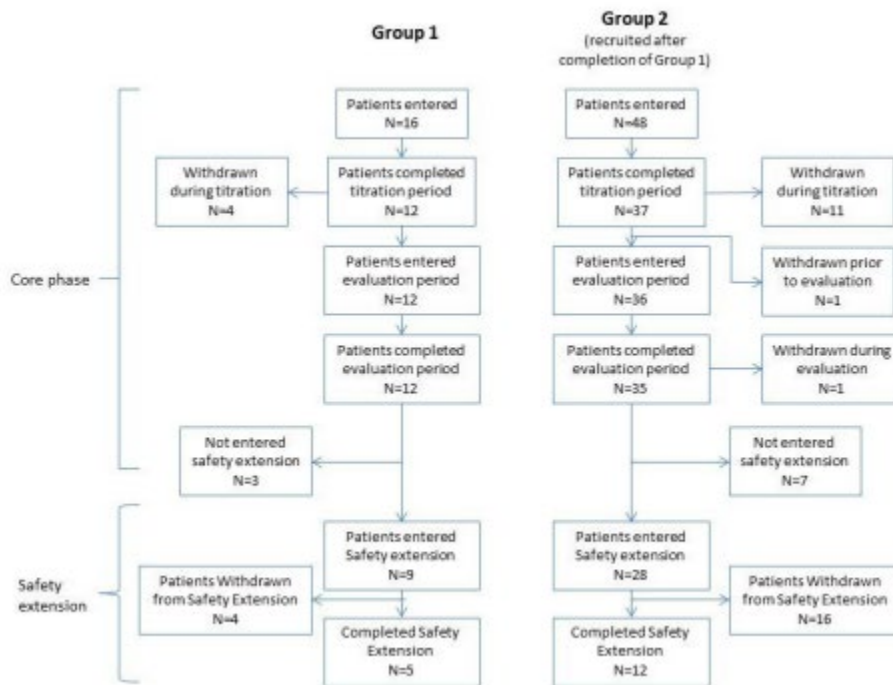 Group 1
Group 2
(recruited after
completion of Group 1)
Patients entered
N=16
Patients entered
N=48
Withdrawn
during titration
N=4
Patients completed
titration period
N=12
Patients completed
titration period
N=37
Withdrawn
during titration
N=11
Core phase
Patients entered
evaluation period
N=12
Patients entered
evaluation period
N=36
Withdrawn prior
to evaluation
N=1
Patients completed
evaluation period
N=12
Patients completed
evaluation period
N=35
Withdrawn during
evaluation
N=1
Not entered
safety extension
N=3
Not entered
safety extension
N=7
Safety
extension
Patients entered
Safety extension
N=9
Patients entered
Safety extension
N=28
Patients Withdrawn
from Safety Extension
N=4
Patients Withdrawn
from Safety Extension
N=16
Completed Safety
Extension
N=5
Completed Safety
Extension
N=12